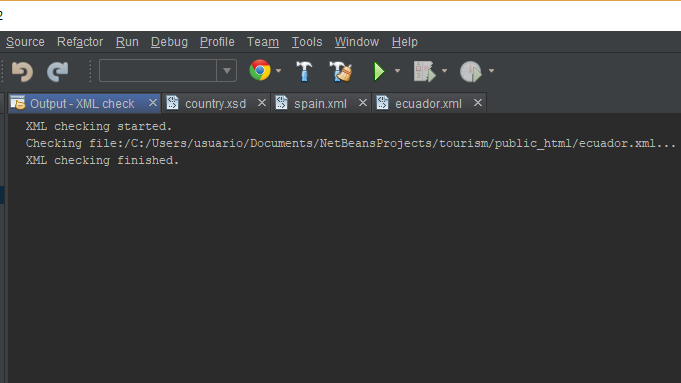 2
Source Refactor Run Debug Profile Team Tools Window Help
Output - XML check country.xsd spain.xml ecuador.xml
XML checking started.
Checking file:/C:/Users/usuario/Documents/NetBeansProjects/tourism/public_html/ecuador.xml...
XML checking finished.